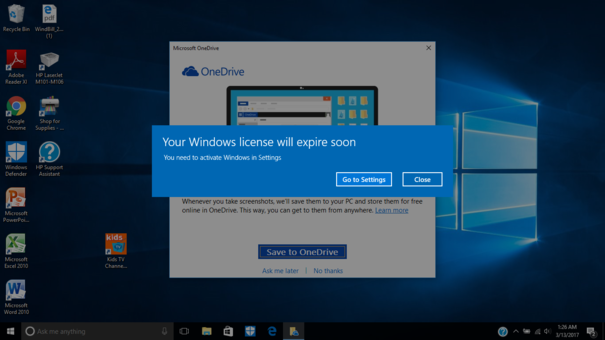 Recycle Bin
WindBill_2...
(1)
Adobe
Reader XI
HP LaserJet
M101-M106
Google
Chrome
Shop for
Supplies - ...
Windows
Defender
HP Support
Assistant
Microsoft
PowerPoi...
Microsoft
Excel 2010
kids
Kids TV
Channe...
Microsoft
Word 2010
Microsoft OneDrive
OneDrive
Your Windows license will expire soon
You need to activate Windows in Settings
Go to Settings
Close
Whenever you take screenshots, we'll save them to your PC and store them for free
online in OneDrive. This way, you can get to them from anywhere. Learn more
Save to OneDrive
Ask me later
No thanks
Ask me anything
1:26 AM
3/13/2017